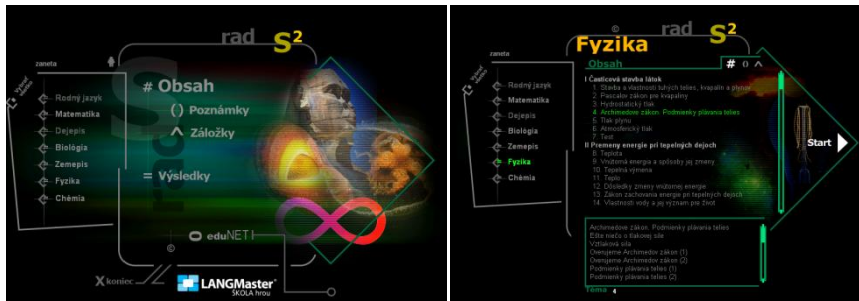 rad S²
zaneta
Vybrať všetko
Rodný jazyk
Matematika
Dejepis
Biológia
Zemepis
Fyzika
Chémia
# Obsah
() Poznámky
^ Záložky
= Výsledky
eduNET I
©
X koniec
LANGMaster
ŠKOLA hrou
©
rad S²
Fyzika
zaneta
Vybrať všetko
Rodný jazyk
Matematika
Dejepis
Biológia
Zemepis
Fyzika
Chémia
Obsah
# () ^
I Časticová stavba látok
1. Stavba a vlastnosti tuhých telies, kvapalín a plynov
2. Pascalov zákon pre kvapaliny
3. Hydrostatický tlak
4. Archimedov zákon. Podmienky plávania telies
5. Tlak plynu
6. Atmosferický tlak
7. Test
II Premeny energie pri tepelných dejoch
8. Teplota
9. Vnútorná energia a spôsoby jej zmeny
10. Tepelná výmena
11. Teplo
12. Dôsledky zmeny vnútornej energie
13. Zákon zachovania energie pri tepelných dejoch
14. Vlastnosti vody a jej význam pre život
Start
Archimedov zákon. Podmienky plávania telies
Ešte niečo o tlakovej sile
Vztlaková sila
Overujeme Archimedov zákon (1)
Overujeme Archimedov zákon (2)
Podmienky plávania telies (1)
Podmienky plávania telies (2)
Téma 4